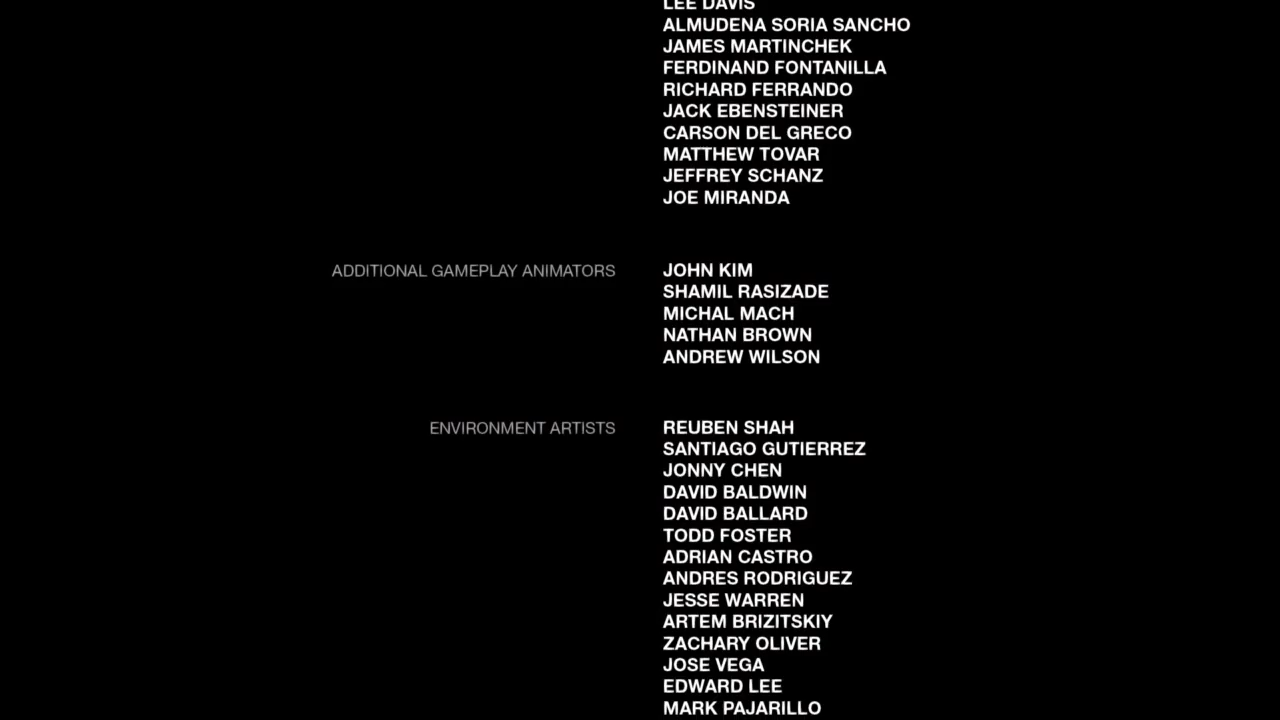 LEE DAVIS
ALMUDENA SORIA SANCHO
JAMES MARTINCHEK
FERDINAND FONTANILLA
RICHARD FERRANDO
JACK EBENSTEINER
CARSON DEL GRECO
MATTHEW TOVAR
JEFFREY SCHANZ
JOE MIRANDA
ADDITIONAL GAMEPLAY ANIMATORS JOHN KIM
SHAMIL RASIZADE
MICHAL MACH
NATHAN BROWN
ANDREW WILSON
ENVIRONMENT ARTISTS REUBEN SHAH
SANTIAGO GUTIERREZ
JONNY CHEN
DAVID BALDWIN
DAVID BALLARD
TODD FOSTER
ADRIAN CASTRO
ANDRES RODRIGUEZ
JESSE WARREN
ARTEM BRIZITSKIY
ZACHARY OLIVER
JOSE VEGA
EDWARD LEE
MARK PAJARILLO